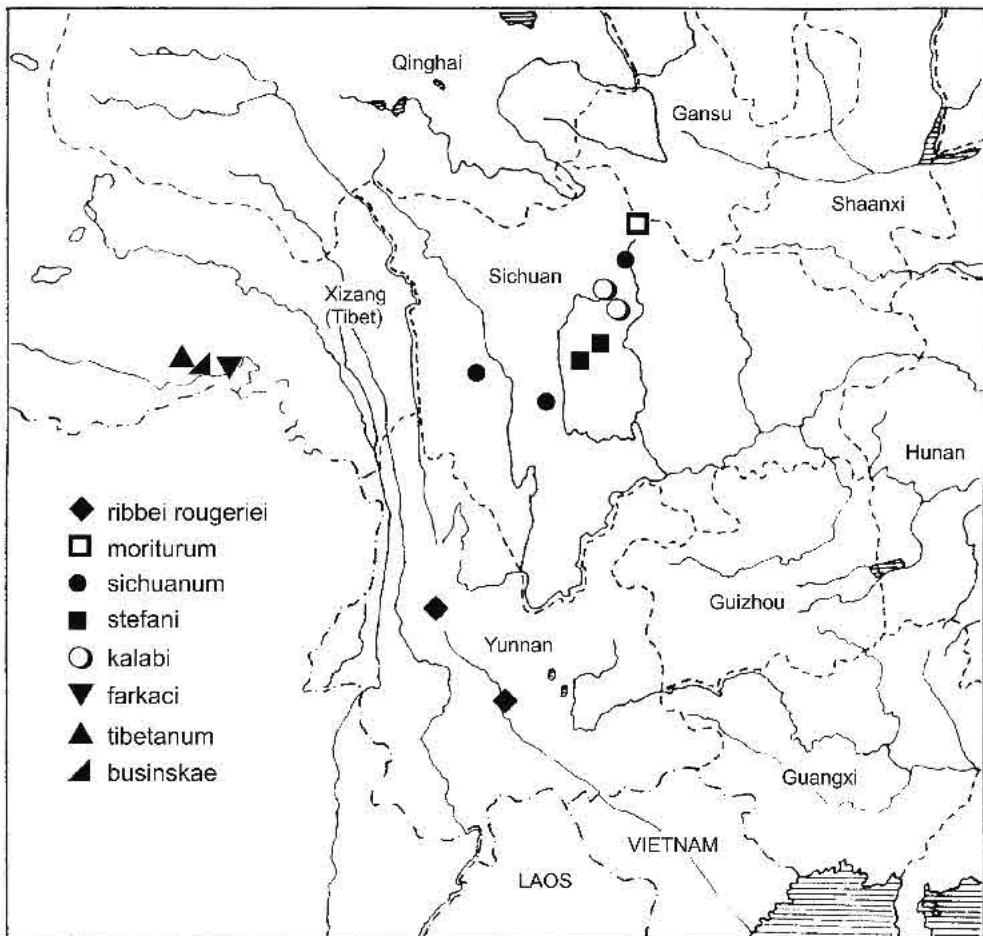 Qinghai
Gansu
Shaanxi
Sichuan
Xizang
(Tibet)
Hunan
ribbei rougeriei
moriturum
sichuanum
stefani
kalabi
farkaci
tibetanum
businskae
Guizhou
Yunnan
Guangxi
VIETNAM
LAOS